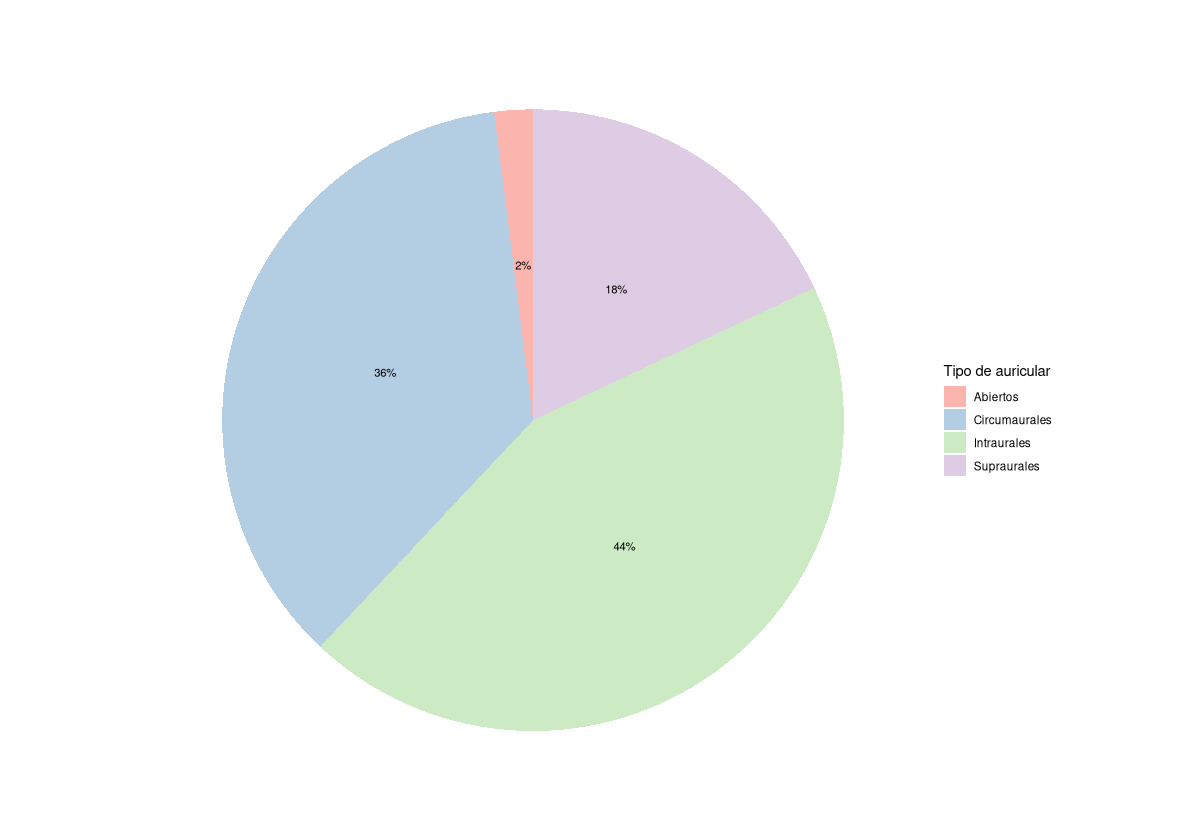 2%
18%
36%
44%
Tipo de auricular
Abiertos
Circumaurales
Intraurales
Supraurales